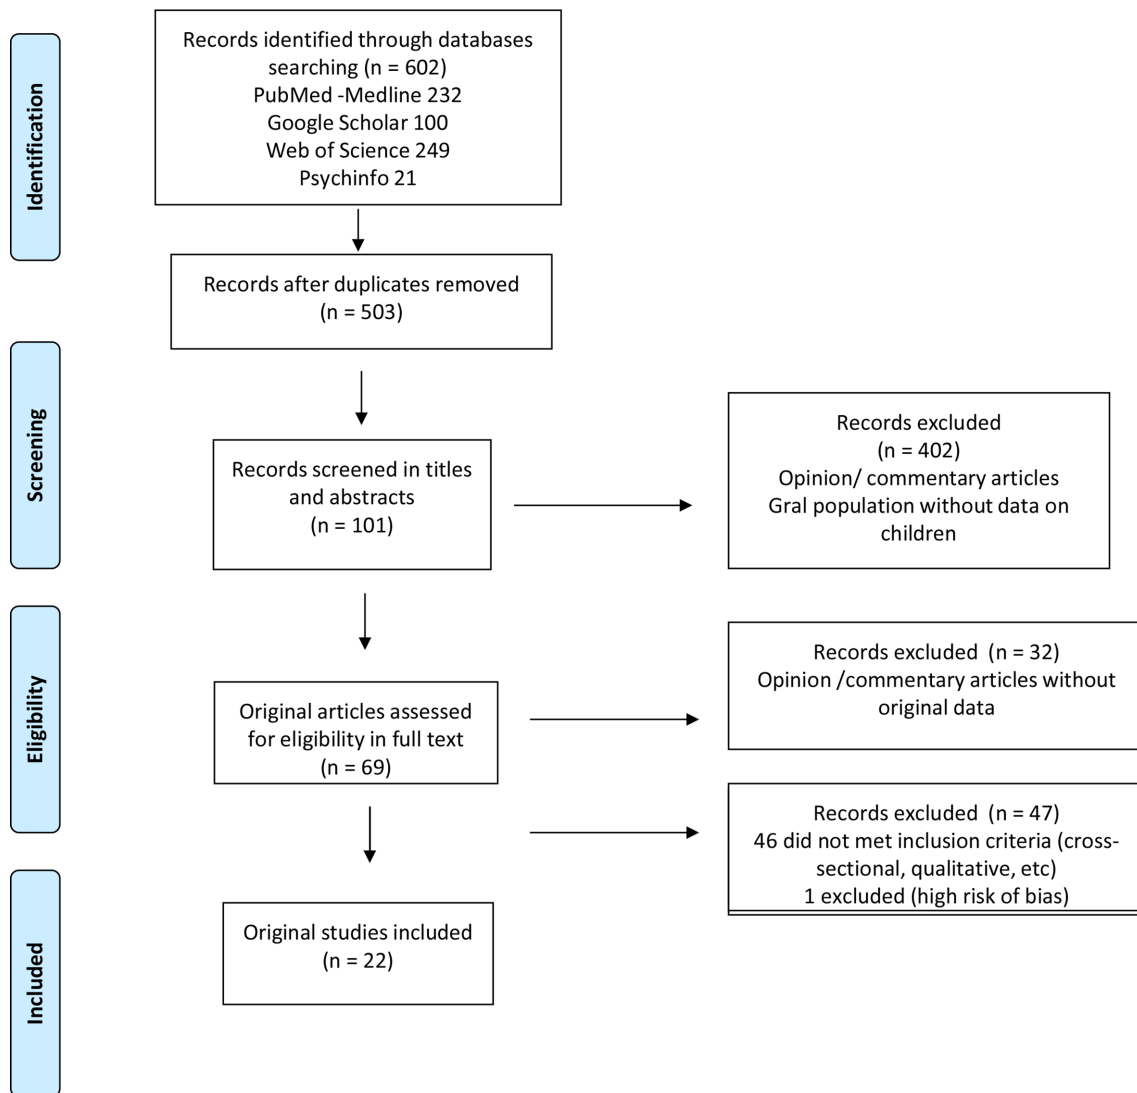 Identification
Records identified through databases
searching (n = 602)
PubMed -Medline 232
Google Scholar 100
Web of Science 249
Psychinfo 21
Records after duplicates removed
(n = 503)
Screening
Records screened in titles
and abstracts
(n = 101)
Records excluded
(n = 402)
Opinion/ commentary articles
Gral population without data on
children
Eligibility
Original articles assessed
for eligibility in full text
(n = 69)
Records excluded  (n = 32)
Opinion /commentary articles without
original data
Records excluded  (n = 47)
46 did not met inclusion criteria (cross-
sectional, qualitative, etc)
1 excluded (high risk of bias)
Included
Original studies included
(n = 22)